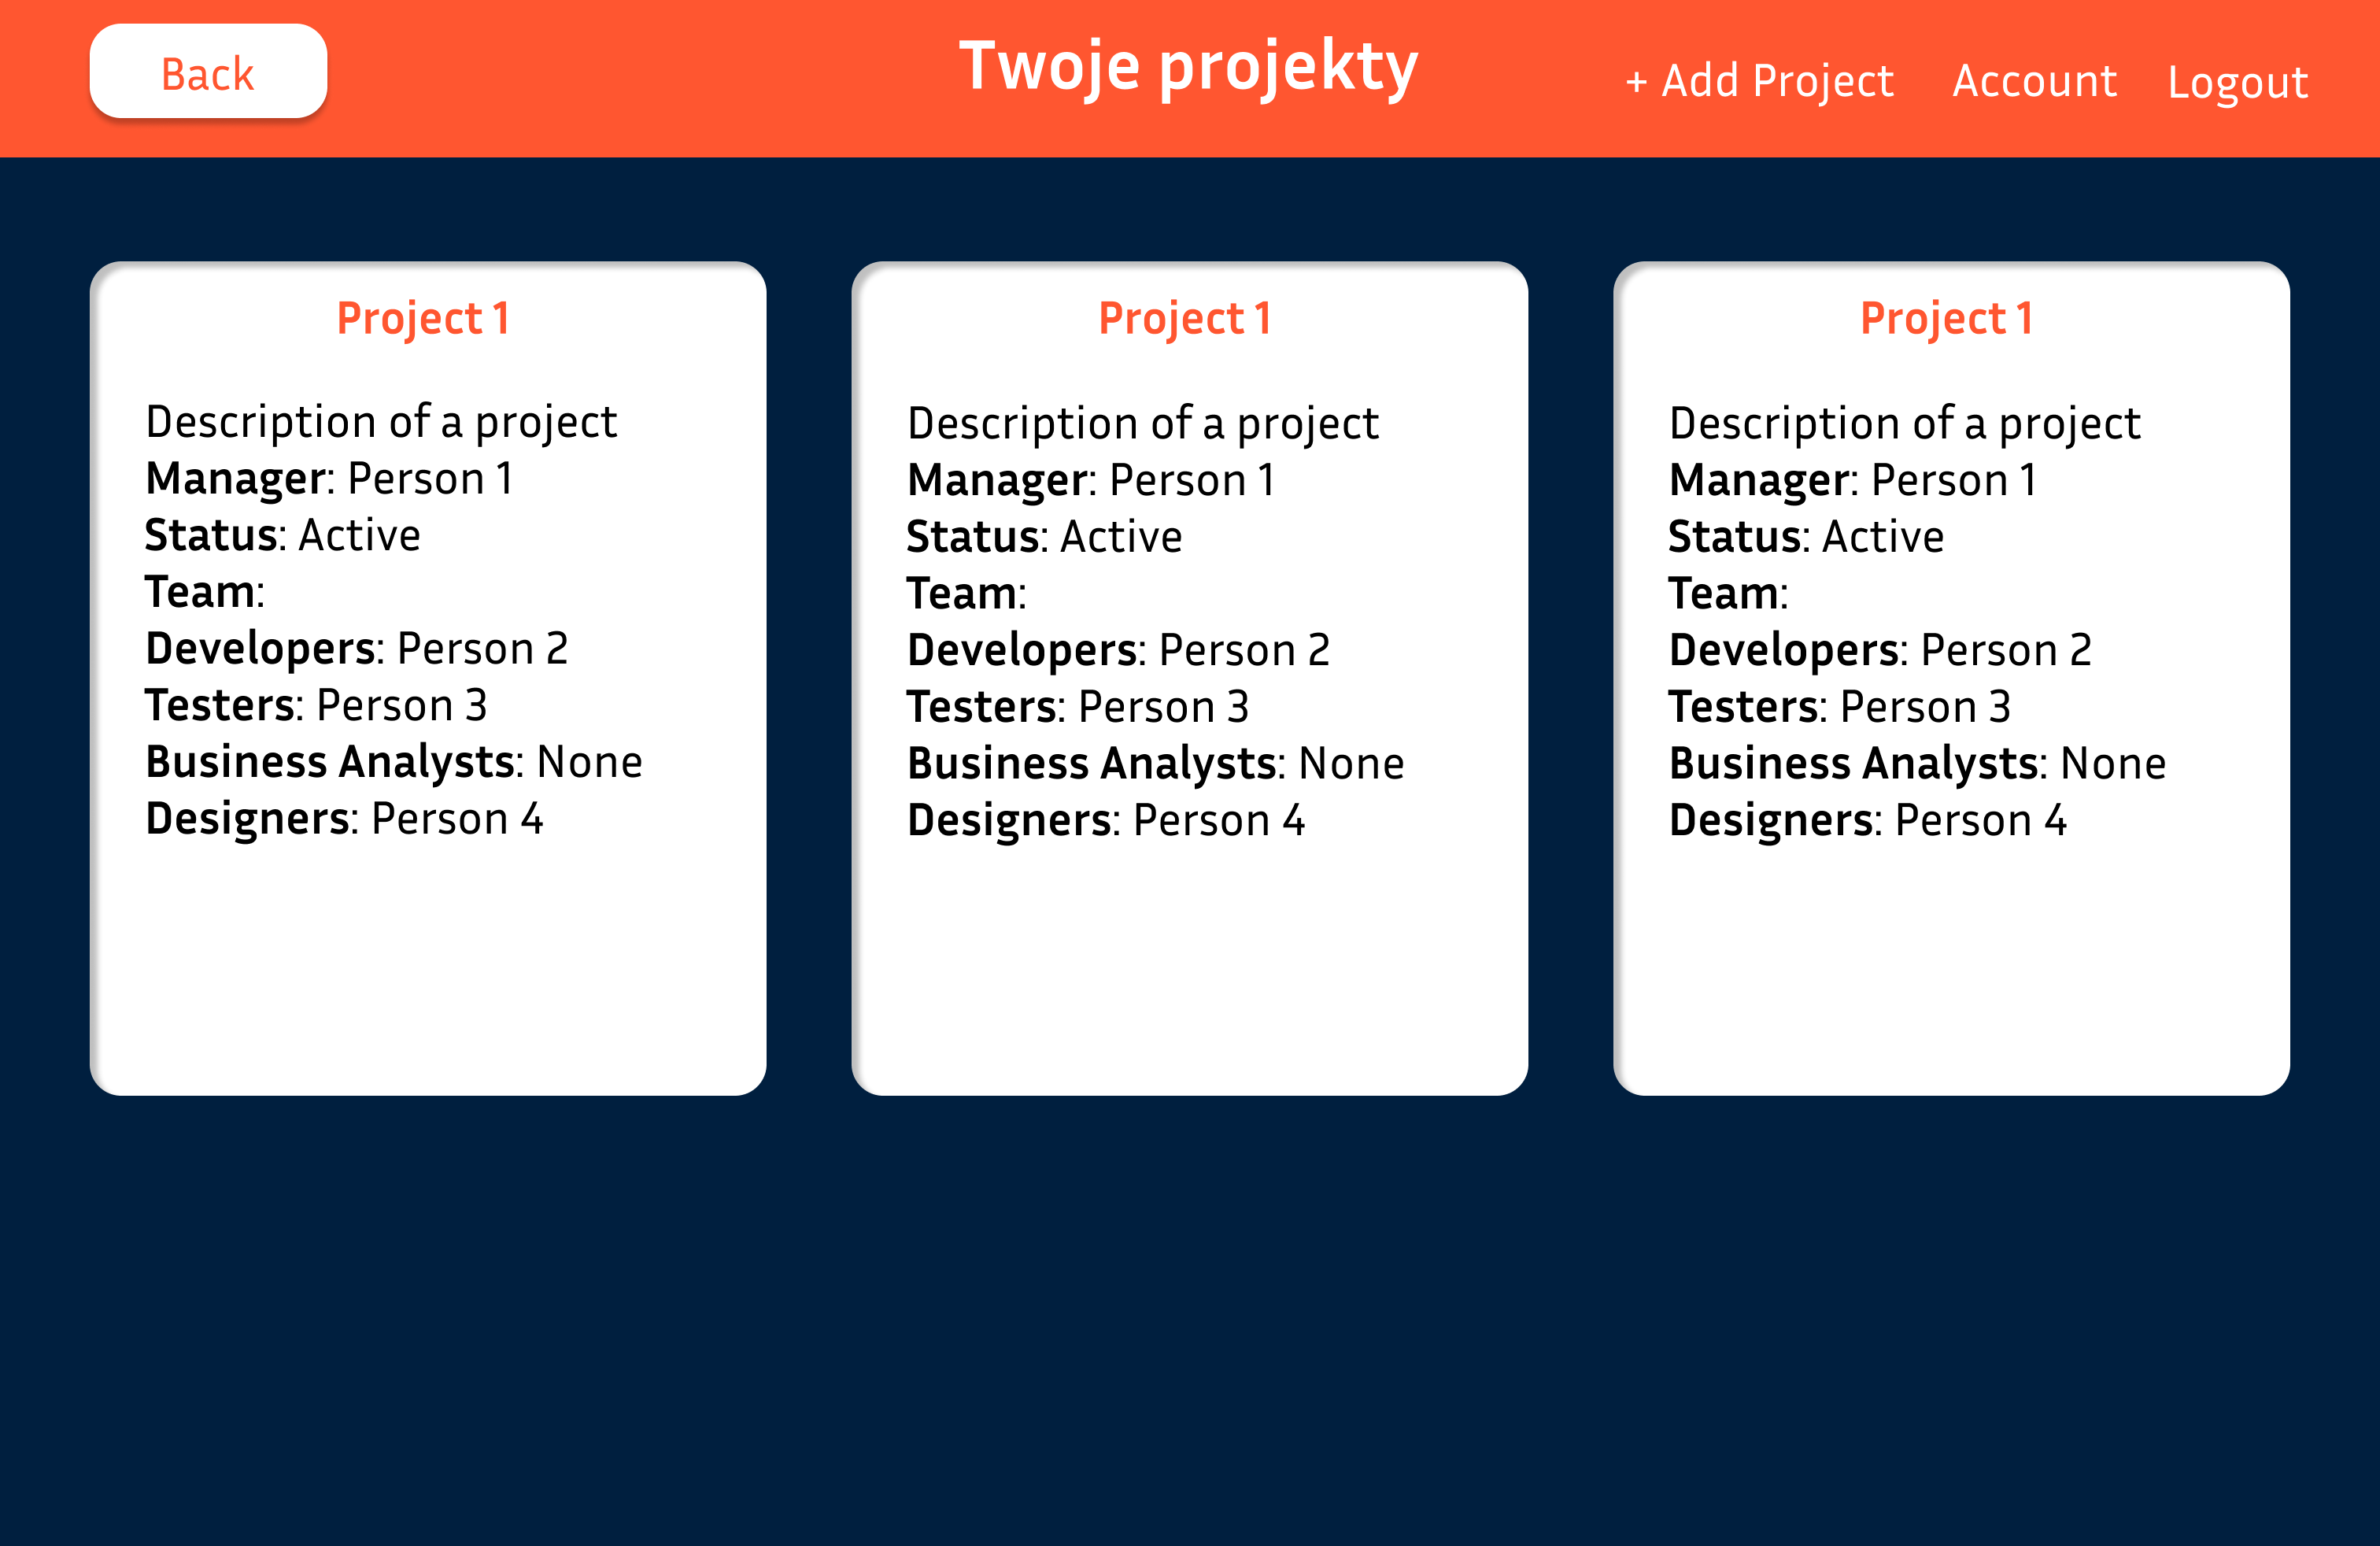 Back
Twoje projekty
+ Add Project
Account
Logout
Project 1
Description of a project
Manager: Person 1
Status: Active
Team:
Developers: Person 2
Testers: Person 3
Business Analysts: None
Designers: Person 4
Project 1
Description of a project
Manager: Person 1
Status: Active
Team:
Developers: Person 2
Testers: Person 3
Business Analysts: None
Designers: Person 4
Project 1
Description of a project
Manager: Person 1
Status: Active
Team:
Developers: Person 2
Testers: Person 3
Business Analysts: None
Designers: Person 4